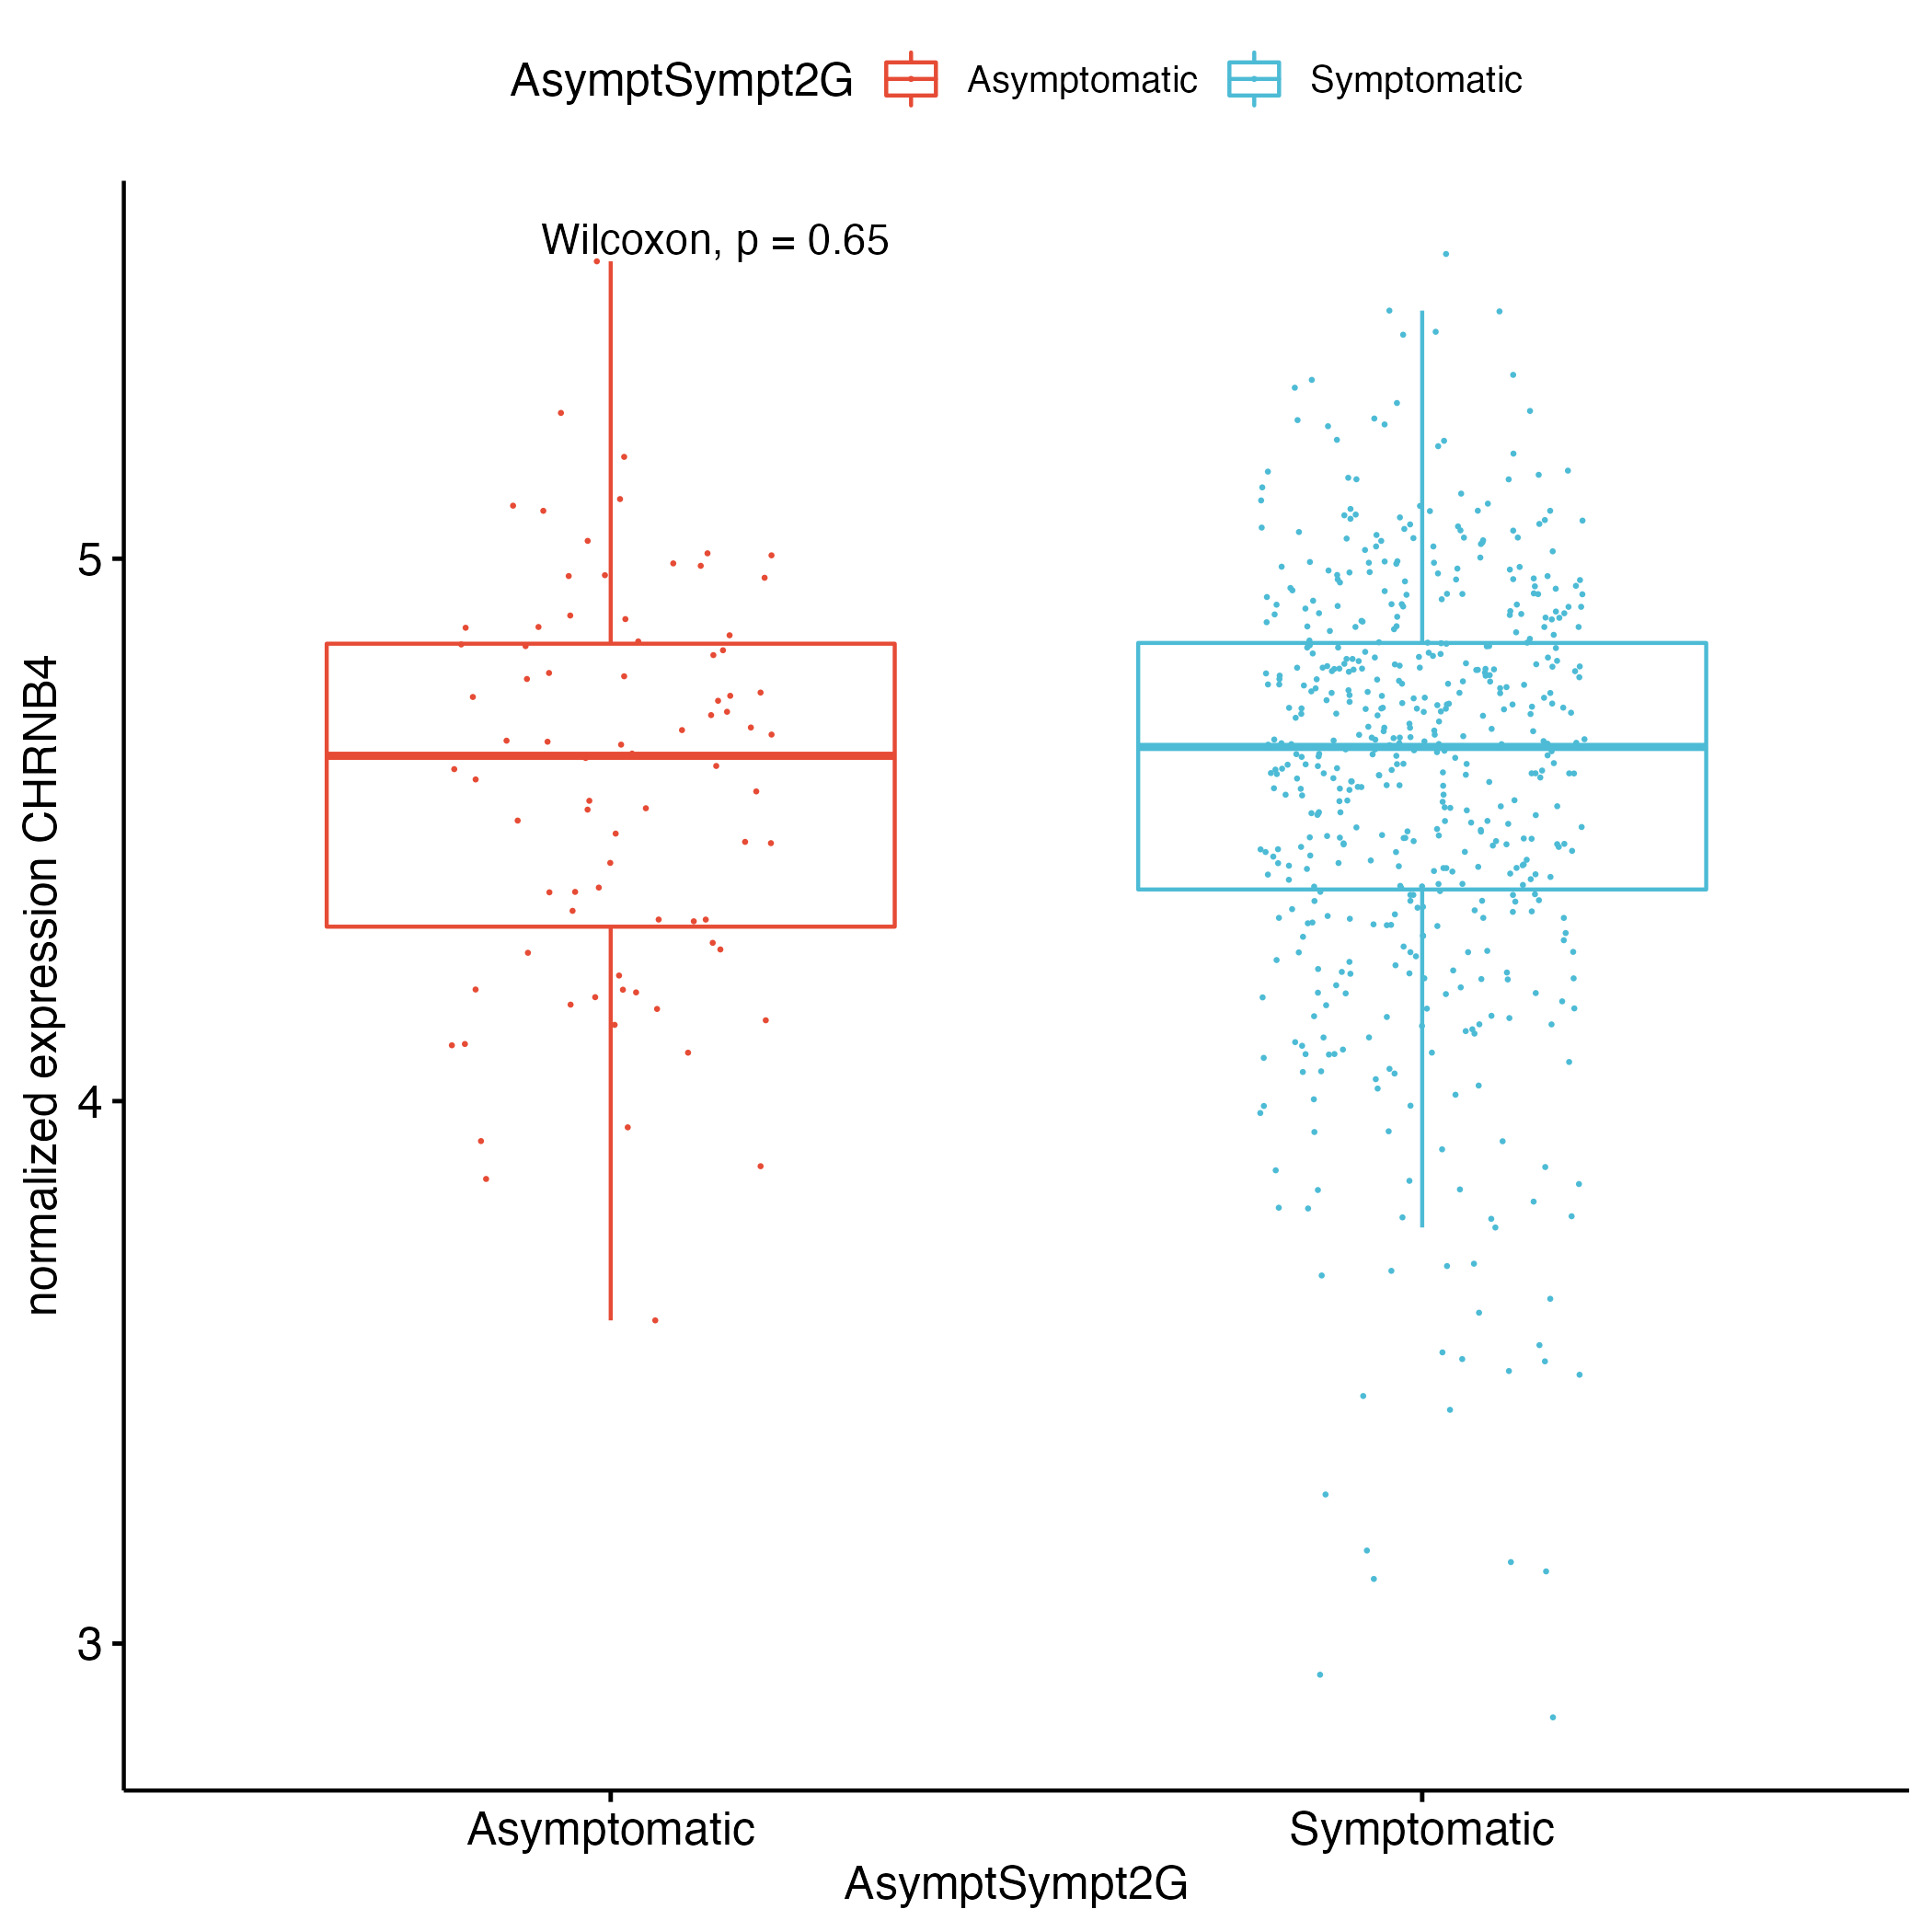 AsymptSympt2G Asymptomatic Symptomatic
Wilcoxon, p = 0.65
normalized expression CHRNB4
5
4
3
Asymptomatic Symptomatic
AsymptSympt2G